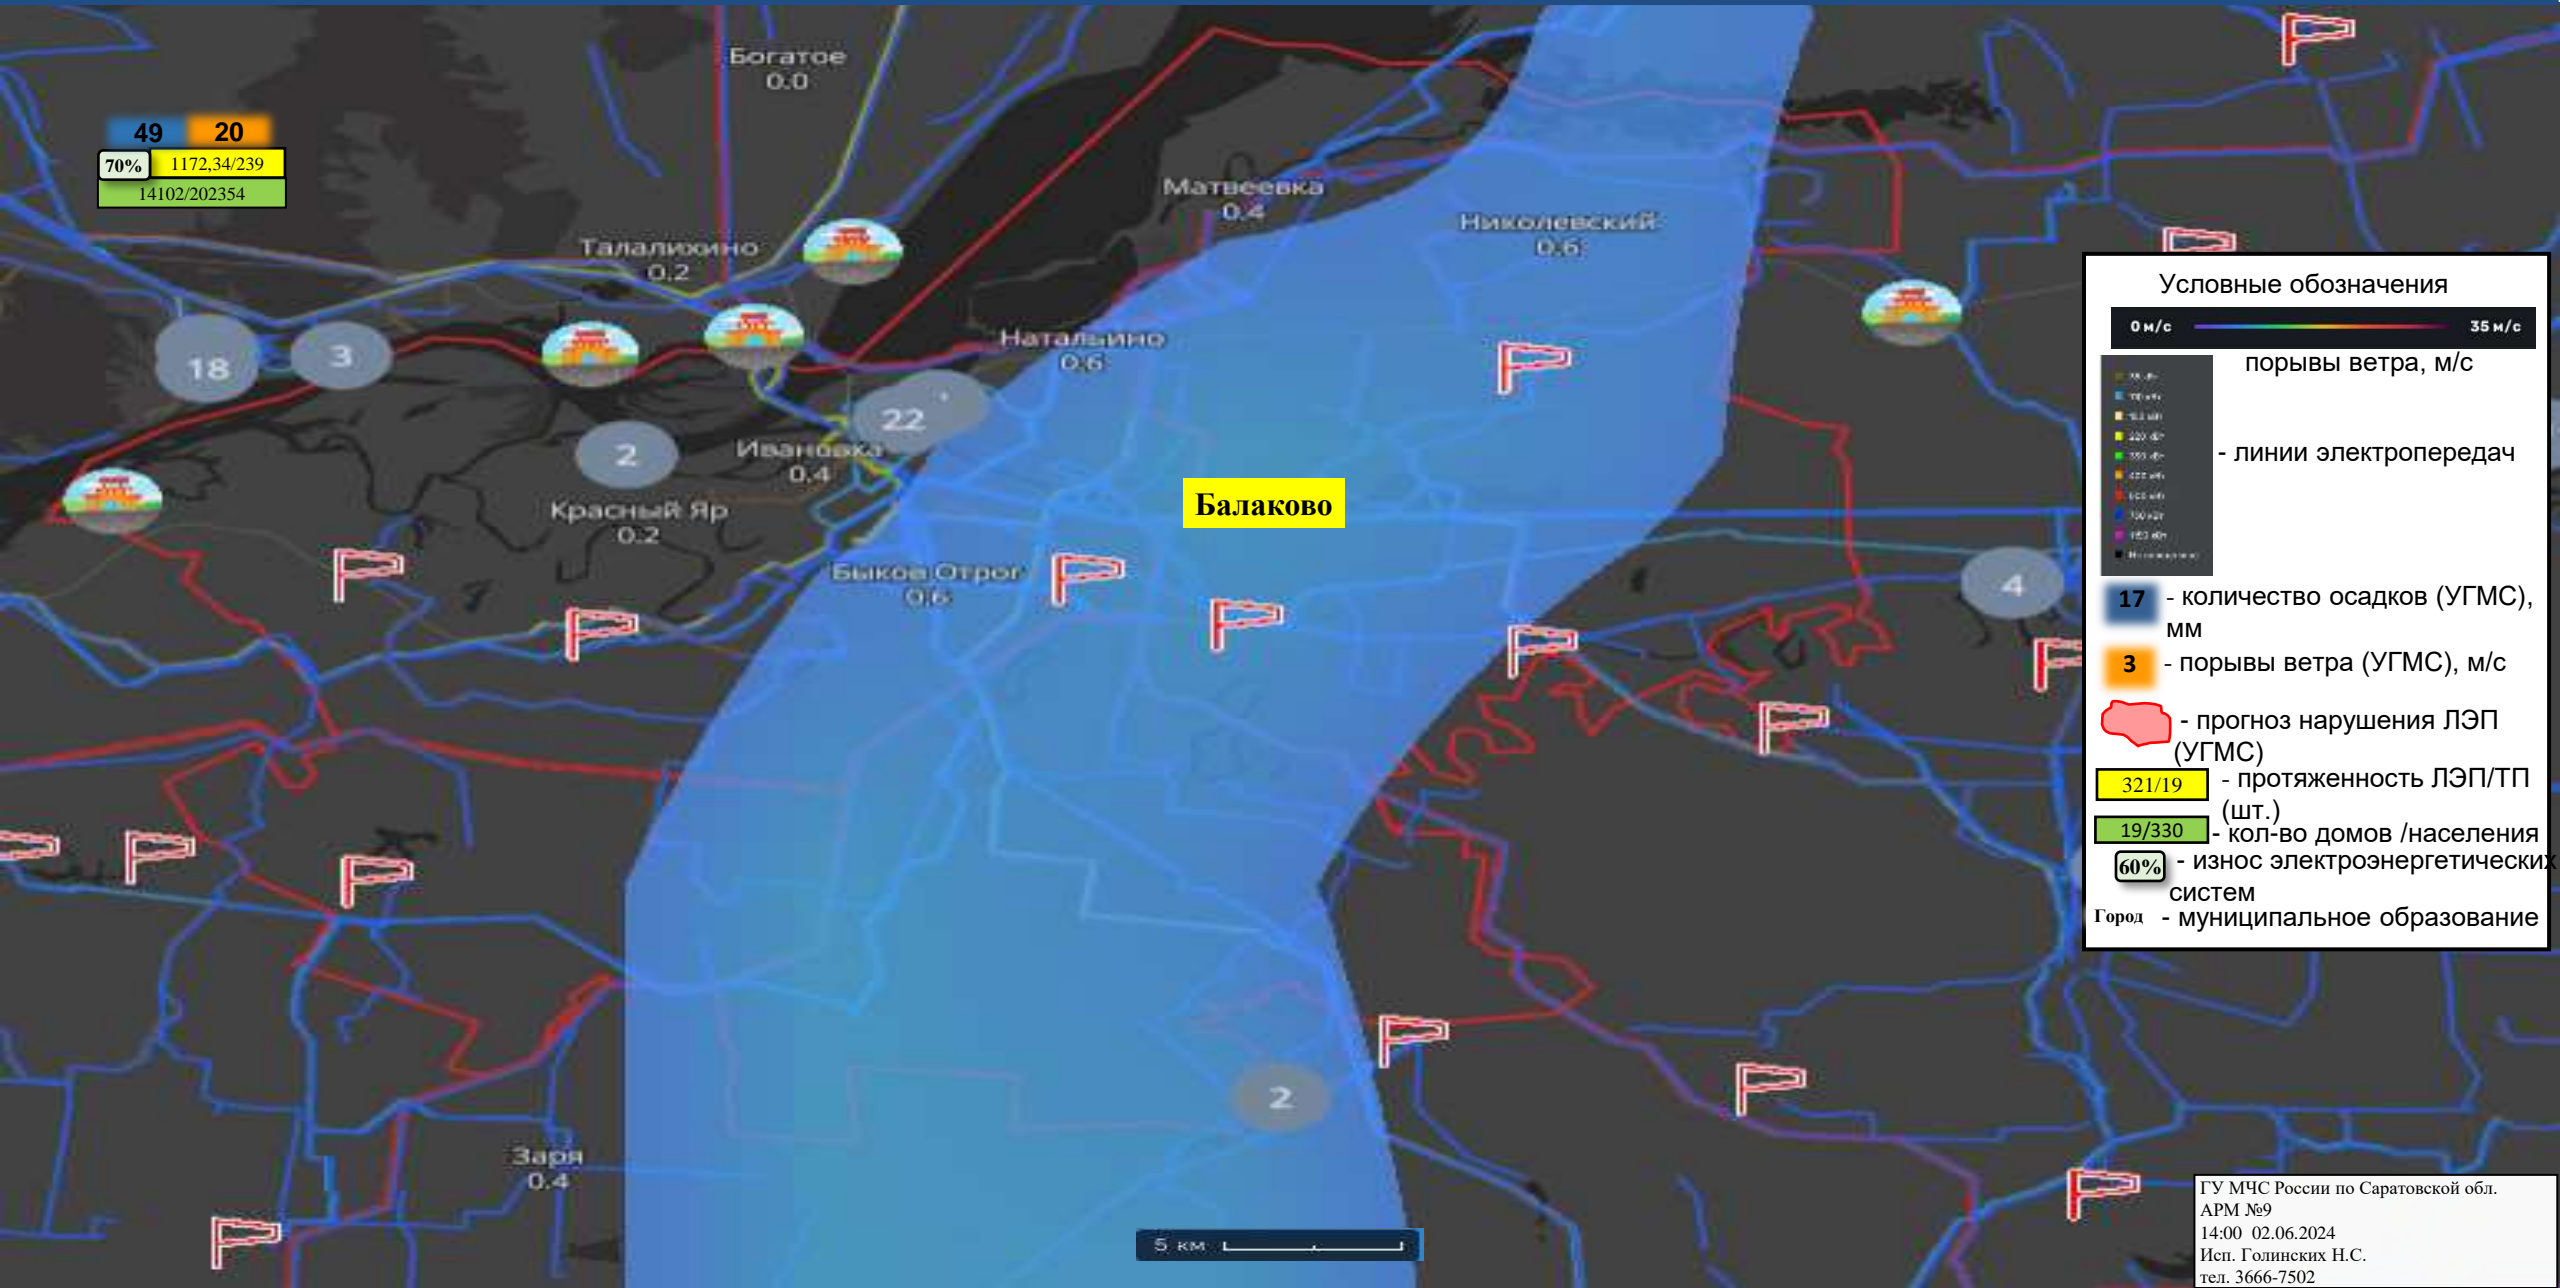 Богатое
0.0
49 20
70% 1172,34/239
14102/202354
Матвеевка
0.4
Николевский
0.6
Талалихино
0.2
Натальино
0.6
18
3
22
2
Ивановка
0.4
Красный Яр
0.2
Балаково
Быков Отрог
0.6
4
2
Заря
0.4
5 км
Условные обозначения
0 м/с 35 м/с
порывы ветра, м/с
- линии электропередач
17 - количество осадков (УГМС),
мм
3 - порывы ветра (УГМС), м/с
- прогноз нарушения ЛЭП
(УГМС)
321/19 - протяженность ЛЭП/ТП
(шт.)
19/330 - кол-во домов /населения
60% - износ электроэнергетических
систем
Город - муниципальное образование
ГУ МЧС России по Саратовской обл.
АРМ №9
14:00 02.06.2024
Исп. Голинских Н.С.
тел. 3666-7502